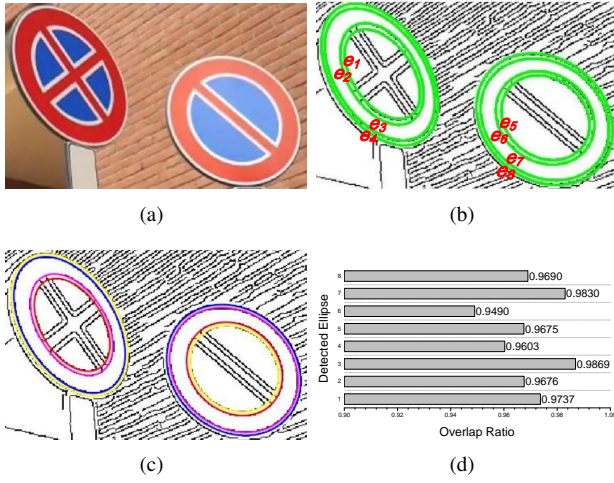 e1
e2
e3
e4
e5
e6
e7
e8
(a)
(b)
8
0.9690
7
0.9830
6
0.9490
5
0.9675
4
0.9603
3
0.9869
2
0.9676
1
0.9737
Detected Ellipse
0.90
0.92
0.94
0.96
0.98
1.00
Overlap Ratio
(c)
(d)